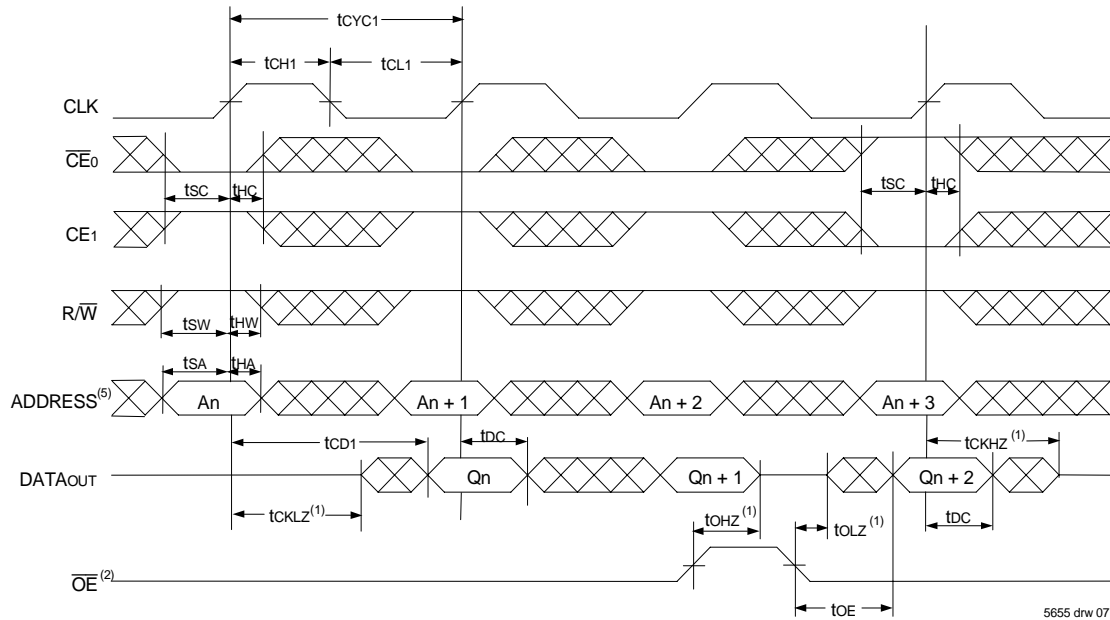 tCYC1
tCH1 tCL1
CLK
CE0
tSC tHC tSC tHC
CE1
R/W
tSW tHW
tSA tHA
ADDRESS(5) An An + 1 An + 2 An + 3
tCD1 tDC tCKHZ(1)
DATAOUT Qn Qn + 1 Qn + 2
tCKLZ(1) tOHZ(1) tOLZ(1) tDC
OE(2)
tOE
5655 drw 07